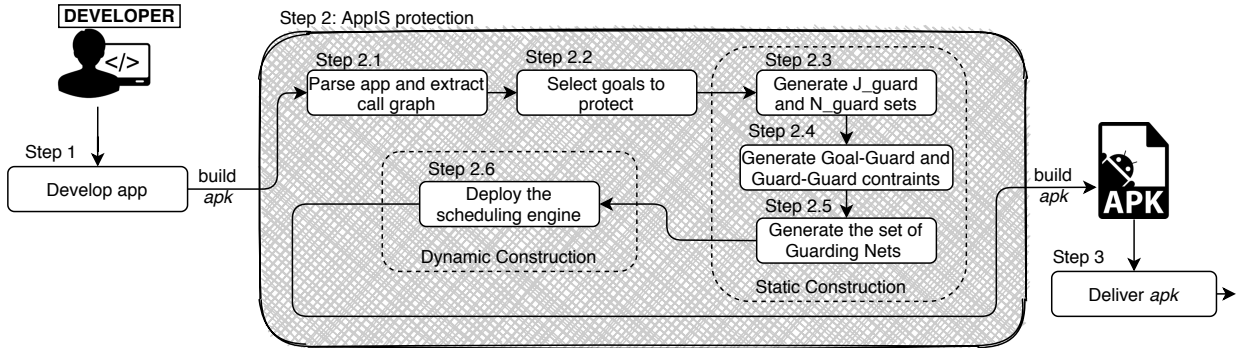 DEVELOPER
</>
Step 1
Develop app
build
apk
Step 2: AppIS protection
Step 2.1
Parse app and extract
call graph
Step 2.2
Select goals to
protect
Step 2.3
Generate J_guard
and N_guard sets
Step 2.4
Generate Goal-Guard and
Guard-Guard contraints
Step 2.5
Generate the set of
Guarding Nets
Static Construction
Step 2.6
Deploy the
scheduling engine
Dynamic Construction
build
apk
APK
Step 3
Deliver apk